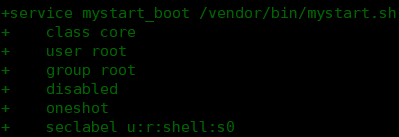 +service mystart_boot /vendor/bin/mystart.sh
+    class core
+    user root
+    group root
+    disabled
+    oneshot
+    seclabel u:r:shell:s0